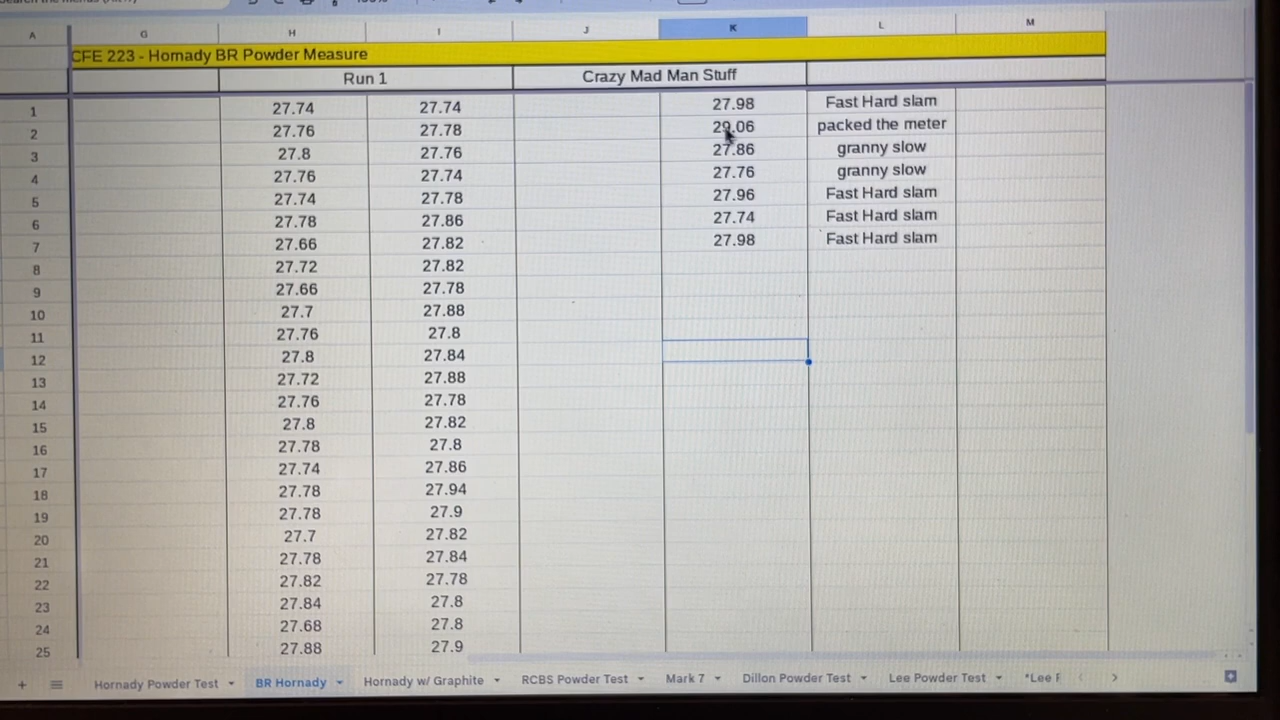 A G H I J K L M
CFE 223 - Hornady BR Powder Measure
Run 1 Crazy Mad Man Stuff
1 27.74 27.74 27.98 Fast Hard slam
2 27.76 27.78 29.06 packed the meter
3 27.8 27.76 27.86 granny slow
4 27.76 27.74 27.76 granny slow
5 27.74 27.78 27.96 Fast Hard slam
6 27.78 27.86 27.74 Fast Hard slam
7 27.66 27.82 27.98 Fast Hard slam
8 27.72 27.82
9 27.66 27.78
10 27.7 27.88
11 27.76 27.8
12 27.8 27.84
13 27.72 27.88
14 27.76 27.78
15 27.8 27.82
16 27.78 27.8
17 27.74 27.86
18 27.78 27.94
19 27.78 27.9
20 27.7 27.82
21 27.78 27.84
22 27.82 27.78
23 27.84 27.8
24 27.68 27.8
25 27.88 27.9
Hornady Powder Test BR Hornady Hornady w/ Graphite RCBS Powder Test Mark 7 Dillon Powder Test Lee Powder Test *Lee